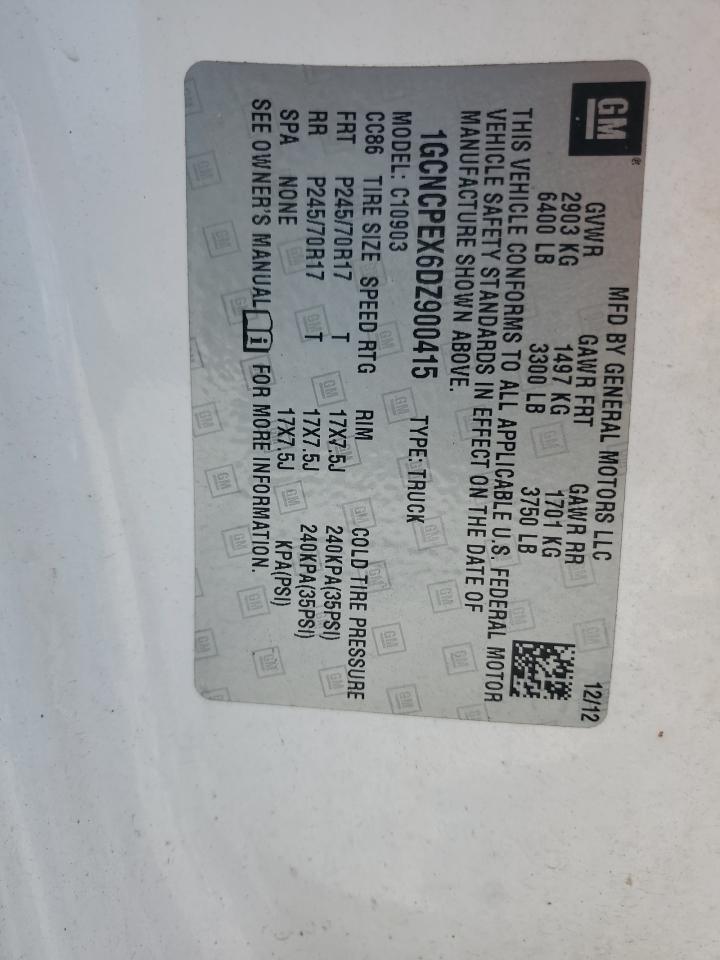 GM
MFD BY GENERAL MOTORS LLC 12/12
GVWR GAWR FRT GAWR RR
2903 KG 1497 KG 1701 KG
6400 LB 3300 LB 3750 LB
THIS VEHICLE CONFORMS TO ALL APPLICABLE U.S. FEDERAL MOTOR
VEHICLE SAFETY STANDARDS IN EFFECT ON THE DATE OF
MANUFACTURE SHOWN ABOVE.
1GCNCPEX6DZ900415 TYPE: TRUCK
MODEL: C10903
CC86 TIRE SIZE SPEED RTG RIM COLD TIRE PRESSURE
FRT P245/70R17 T 17X7.5J 240KPA(35PSI)
RR P245/70R17 T 17X7.5J 240KPA(35PSI)
SPA NONE KPA(PSI)
SEE OWNER'S MANUAL i FOR MORE INFORMATION.